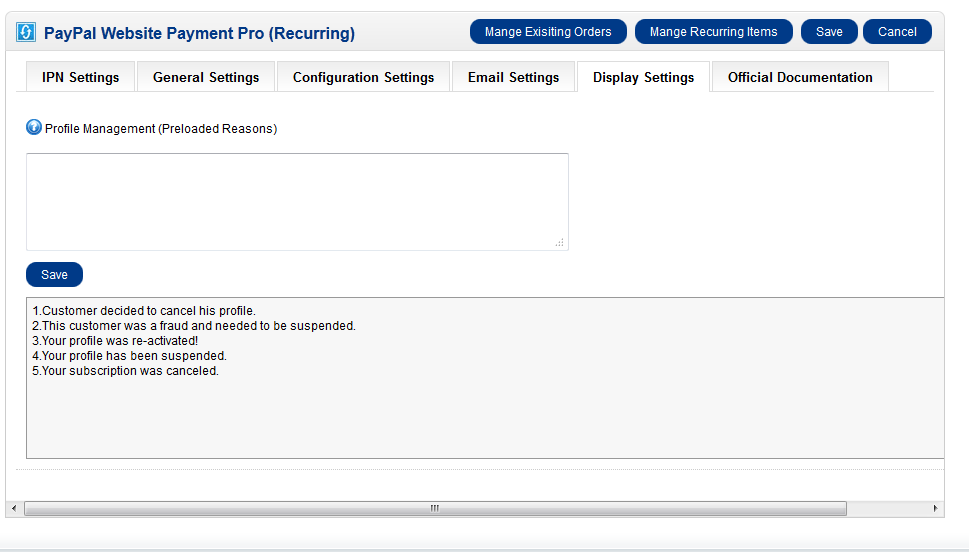 PayPal Website Payment Pro (Recurring)
Mange Exisiting Orders
Mange Recurring Items
Save
Cancel
IPN Settings
General Settings
Configuration Settings
Email Settings
Display Settings
Official Documentation
Profile Management (Preloaded Reasons)
Save
1.Customer decided to cancel his profile.
2.This customer was a fraud and needed to be suspended.
3.Your profile was re-activated!
4.Your profile has been suspended.
5.Your subscription was canceled.